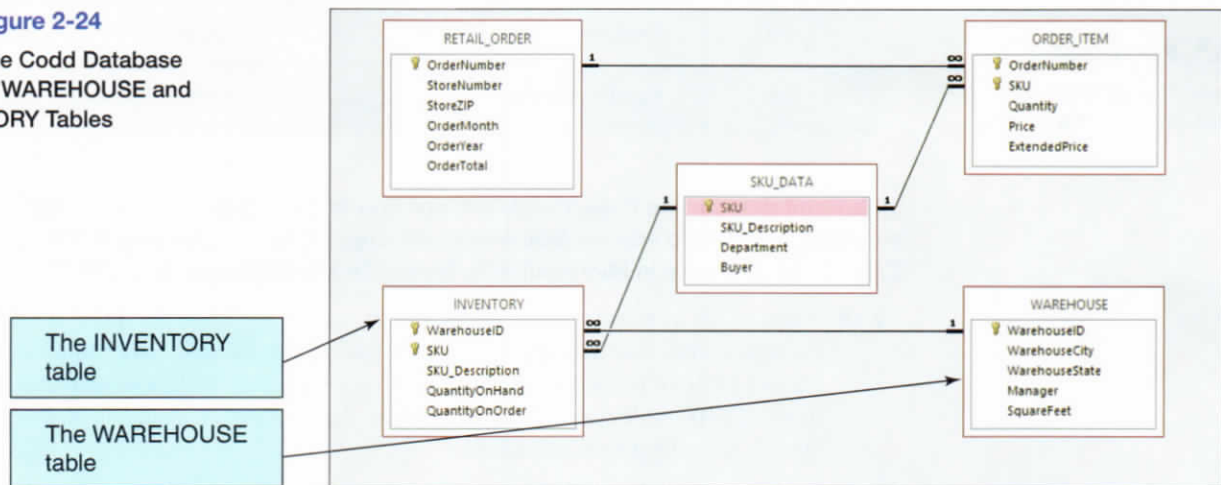 gure 2-24
e Codd Database
WAREHOUSE and
ORY Tables
RETAIL_ORDER
OrderNumber
StoreNumber
StoreZIP
OrderMonth
OrderYear
OrderTotal
1
∞
ORDER_ITEM
OrderNumber
SKU
Quantity
Price
ExtendedPrice
∞
SKU_DATA
SKU
SKU_Description
Department
Buyer
1
1
INVENTORY
WarehouseID
SKU
SKU_Description
QuantityOnHand
QuantityOnOrder
∞
∞
1
WAREHOUSE
WarehouseID
WarehouseCity
WarehouseState
Manager
SquareFeet
The INVENTORY
table
The WAREHOUSE
table